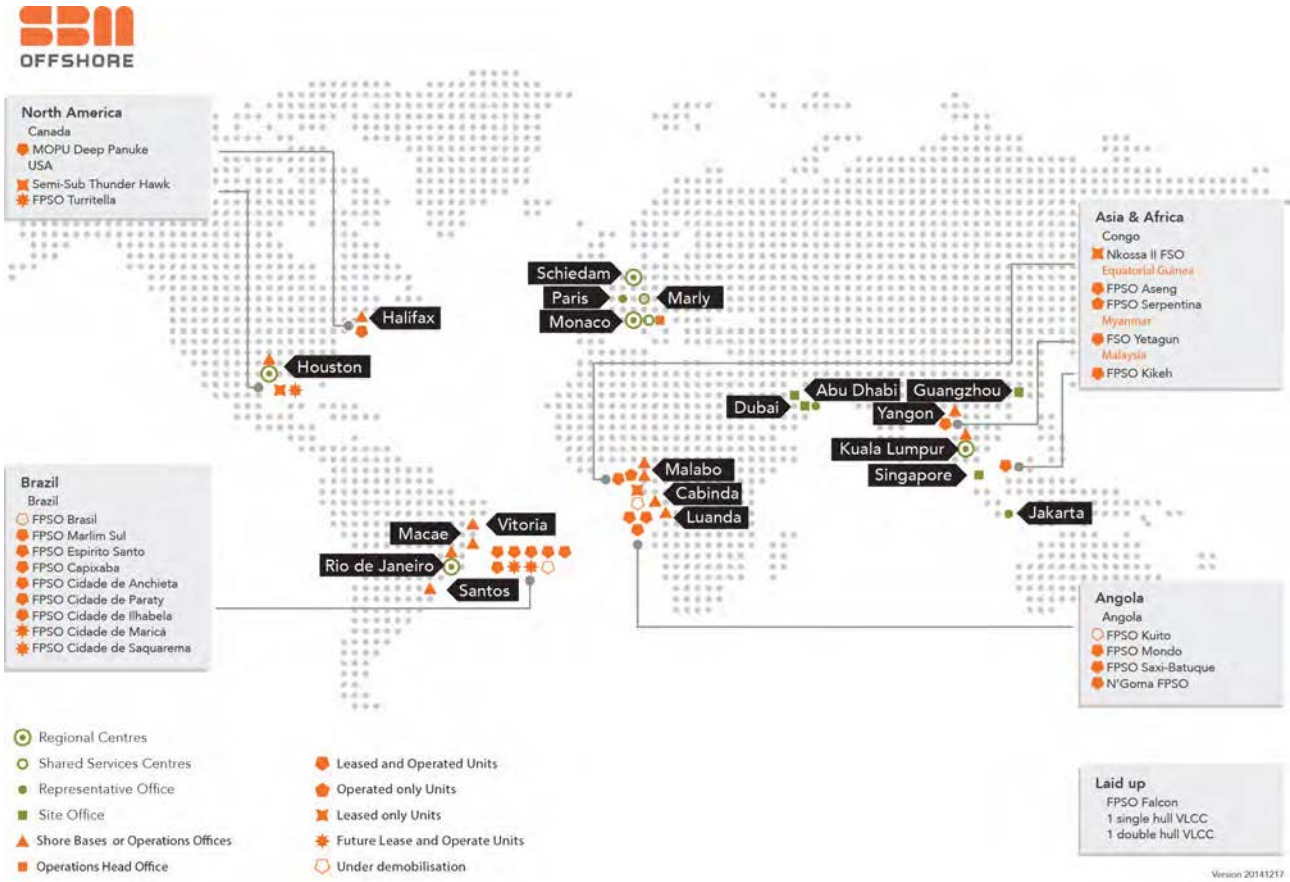 SBM
OFFSHORE
North America
Canada
MOPU Deep Panuke
USA
Semi-Sub Thunder Hawk
FPSO Turritella
Asia & Africa
Congo
Nkossa II FSO
Equatorial Guinea
FPSO Aseng
FPSO Serpentina
Myanmar
FSO Yetagun
Malaysia
FPSO Kikeh
Schiedam
Paris
Marly
Monaco
Halifax
Houston
Abu Dhabi
Guangzhou
Dubai
Yangon
Kuala Lumpur
Singapore
Malabo
Cabinda
Luanda
Jakarta
Vitoria
Macae
Rio de Janeiro
Santos
Brazil
Brazil
FPSO Brasil
FPSO Marlim Sul
FPSO Espirito Santo
FPSO Capixaba
FPSO Cidade de Anchieta
FPSO Cidade de Paraty
FPSO Cidade de Ilhabela
FPSO Cidade de Maricá
FPSO Cidade de Saquarema
Angola
Angola
FPSO Kuito
FPSO Mondo
FPSO Saxi-Batuque
N'Goma FPSO
Regional Centres
Shared Services Centres
Representative Office
Site Office
Shore Bases or Operations Offices
Operations Head Office
Leased and Operated Units
Operated only Units
Leased only Units
Future Lease and Operate Units
Under demobilisation
Laid up
FPSO Falcon
1 single hull VLCC
1 double hull VLCC
Version 20141217